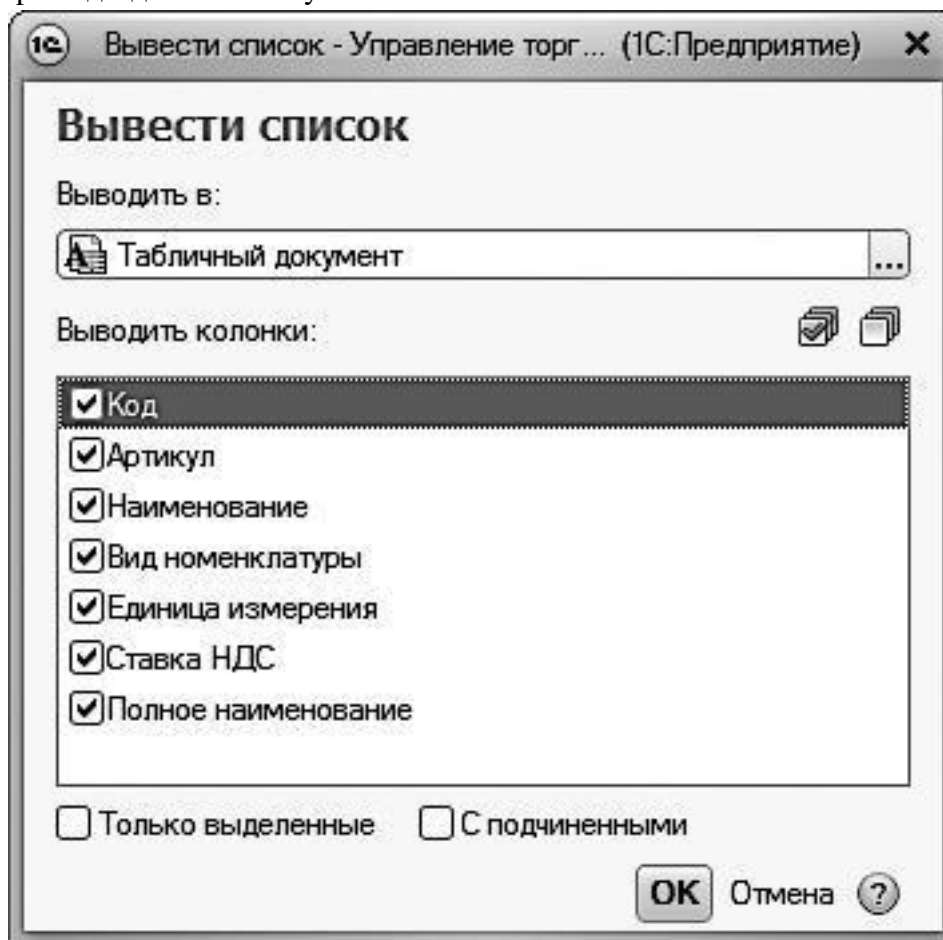 1С Вывести список - Управление торг... (1С:Предприятие)
Вывести список
Выводить в:
Табличный документ ...
Выводить колонки:
Код
Артикул
Наименование
Вид номенклатуры
Единица измерения
Ставка НДС
Полное наименование
Только выделенные С подчиненными
ОК Отмена ?